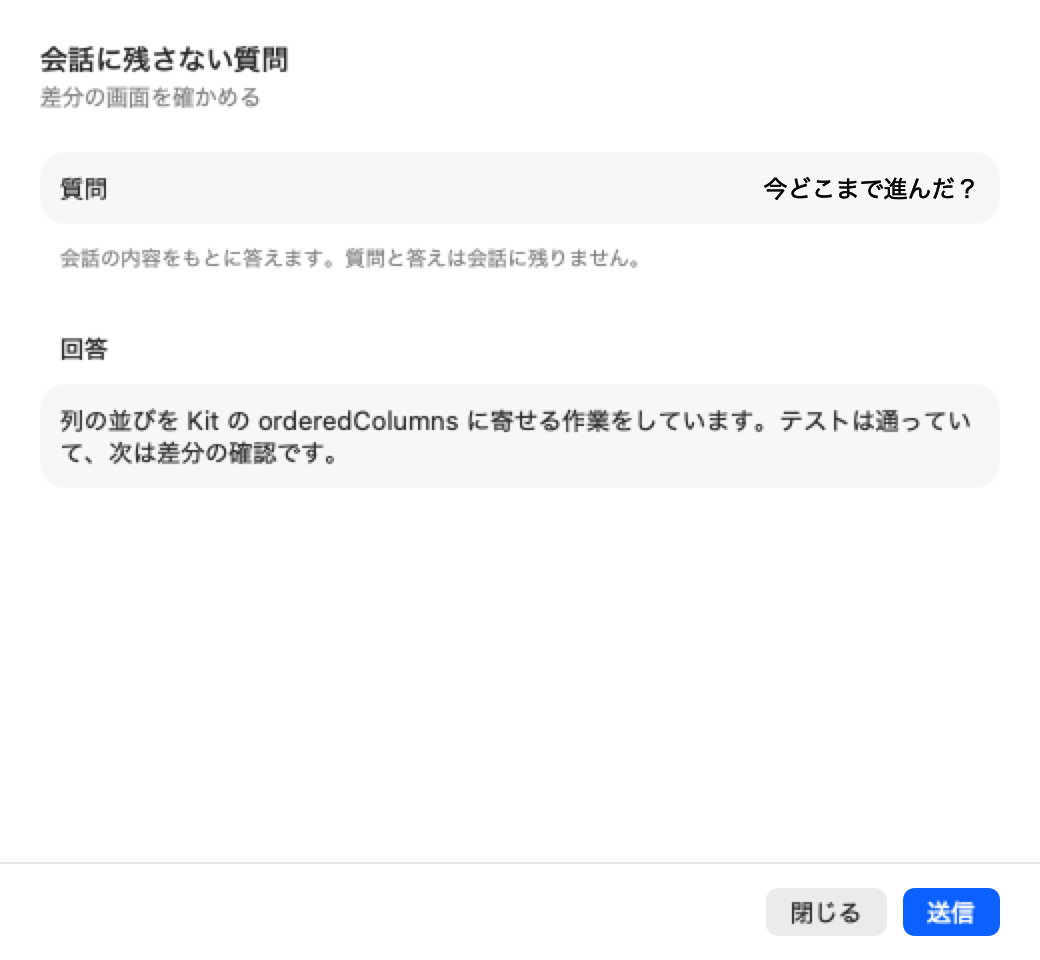 会話に残さない質問
差分の画面を確かめる
質問
今どこまで進んだ？
会話の内容をもとに答えます。質問と答えは会話に残りません。
回答
列の並びを Kit の orderedColumns に寄せる作業をしています。テストは通ってい
て、次は差分の確認です。
閉じる
送信